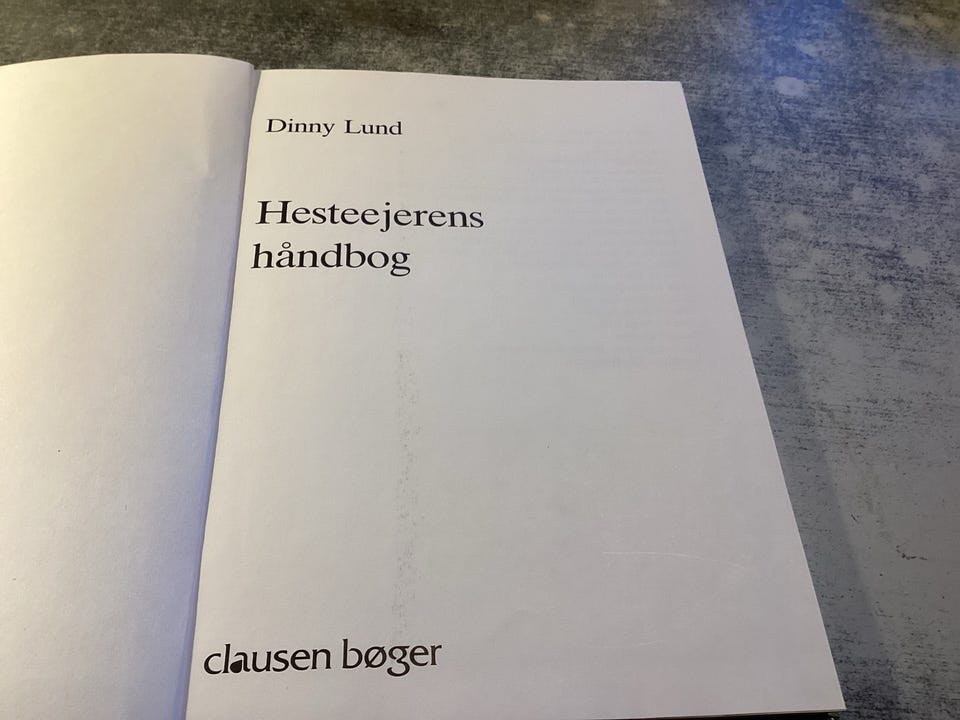 Dinny Lund
Hesteejerens
håndbog
clausen bøger